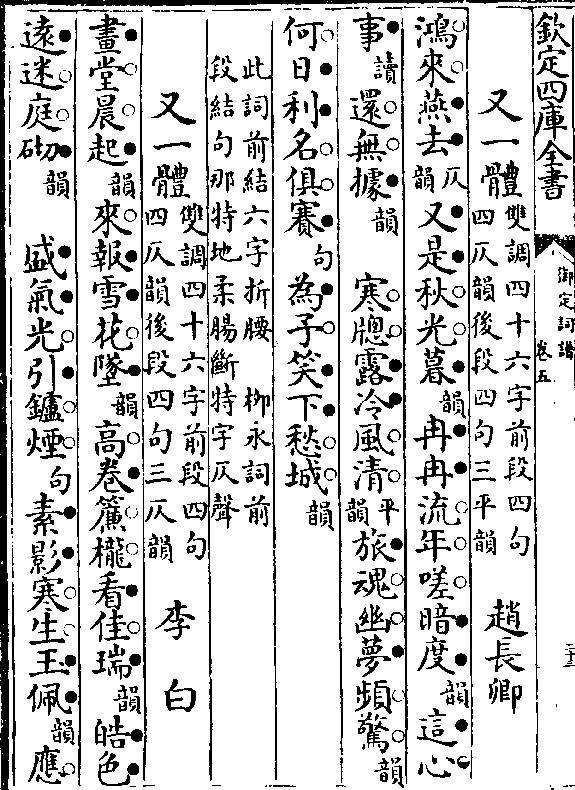 欽定四庫全書 御定詞譜 卷五
又一體 雙調四十六字前段四句四仄韻後段四句三平韻 趙長卿
鴻來燕去仄韻又是秋光暮韻冉冉流年嗟暗度韻這心
事讀還無據韻 寒牕露冷風清平韻旅魂幽夢頻驚韻
何日利名俱賽句為子笑下愁城韻
此詞前結六字折腰 柳永詞前
段結句那特地柔腸斷特字仄聲
又一體 雙調四十六字前段四句四仄韻後段四句三仄韻 李白
畫堂晨起韻來報雪花墜韻高卷簾櫳看佳瑞韻皓色
遠迷庭砌韻 盛氣光引鑪煙句素影寒生玉佩韻應